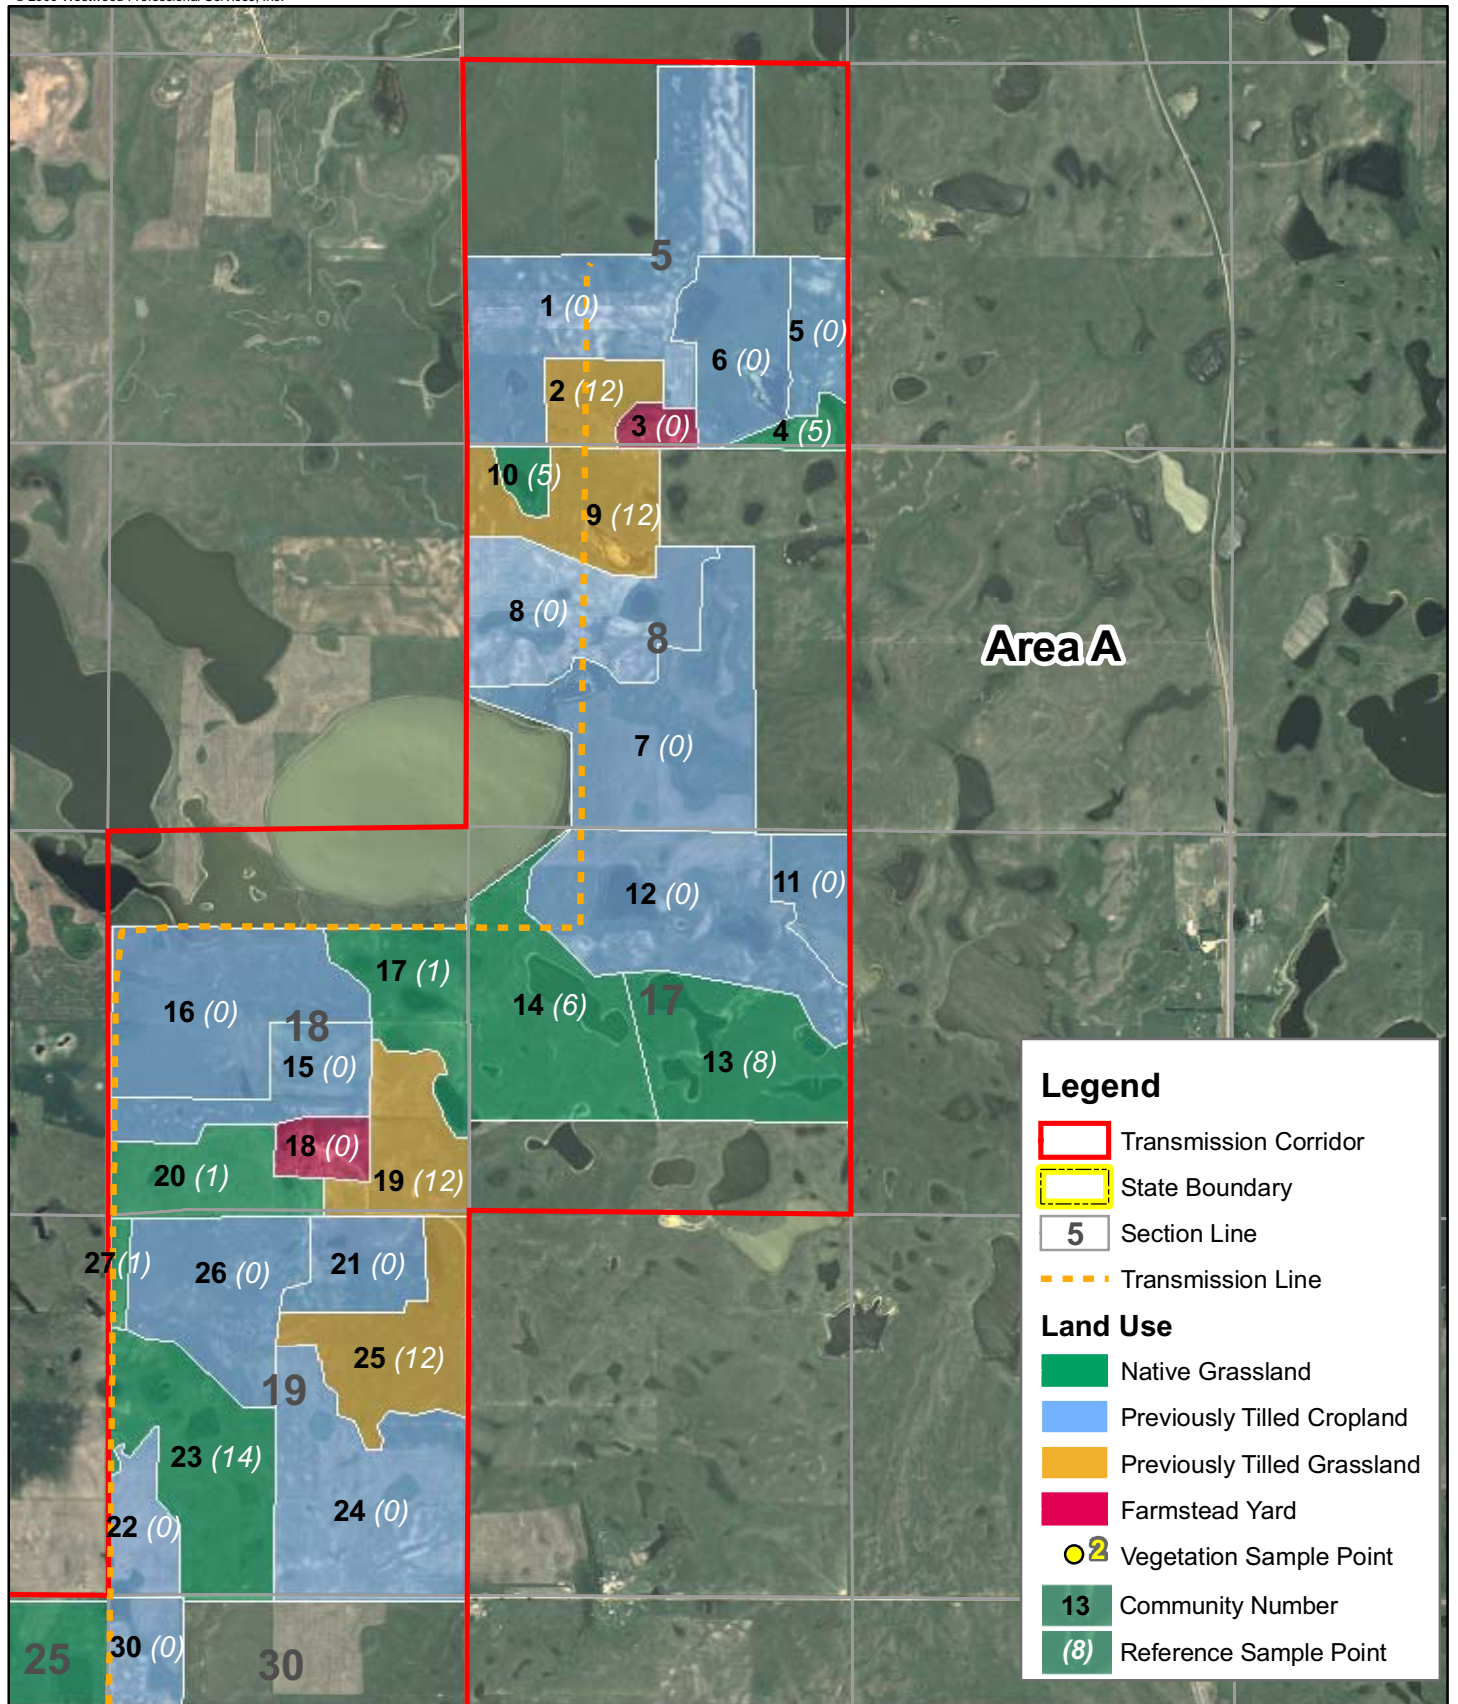 5
1 (0)
5 (0)
6 (0)
2 (12)
3 (0)
4 (5)
10 (5)
9 (12)
8 (0)
8
Area A
7 (0)
12 (0)
11 (0)
17 (1)
16 (0)
18
14 (6)
17
15 (0)
13 (8)
18 (0)
20 (1)
19 (12)
27 (1)
26 (0)
21 (0)
25 (12)
19
23 (14)
24 (0)
22 (0)
25
30 (0)
30
Legend
Transmission Corridor
State Boundary
5 Section Line
Transmission Line
Land Use
Native Grassland
Previously Tilled Cropland
Previously Tilled Grassland
Farmstead Yard
2 Vegetation Sample Point
13 Community Number
(8) Reference Sample Point